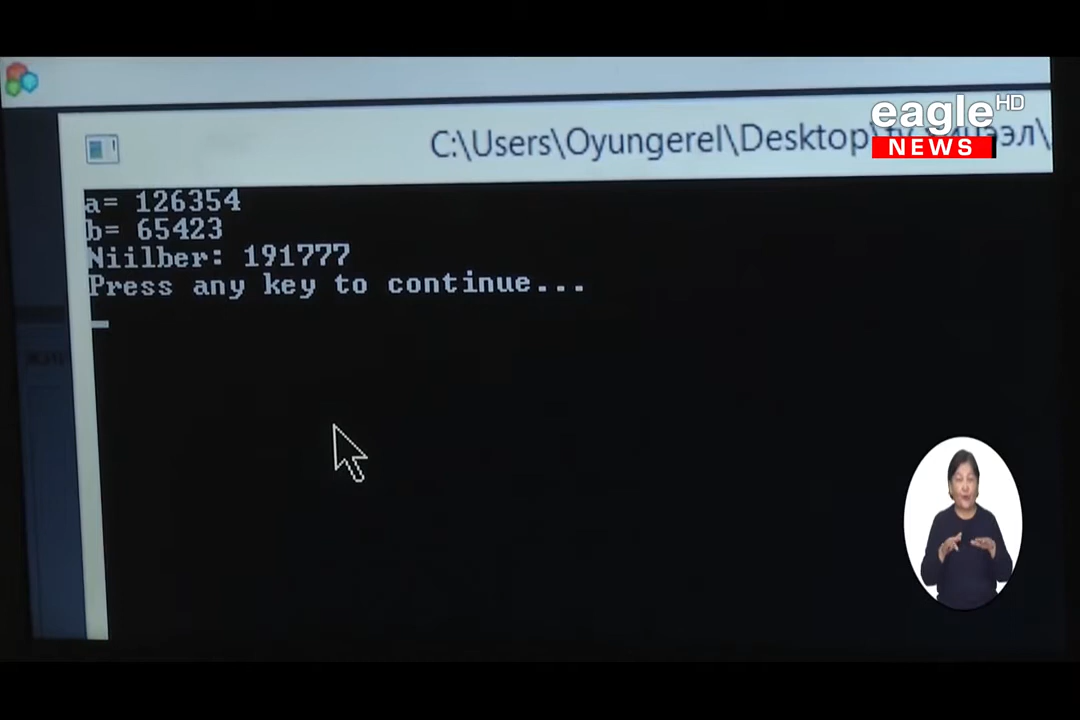 eagle HD
NEWS
C:\Users\Oyungerel\Desktop\
a= 126354
b= 65423
Niilber: 191777
Press any key to continue...